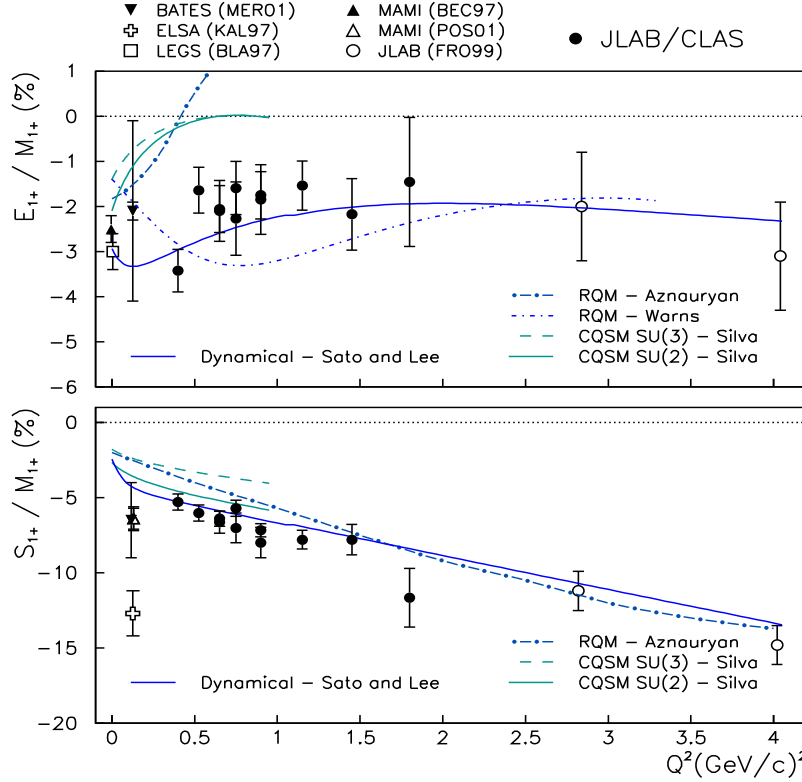 BATES (MER01) MAMI (BEC97)
ELSA (KAL97) MAMI (POS01) JLAB/CLAS
LEGS (BLA97) JLAB (FRO99)
E1+ / M1+ (%)
1
0
−1
−2
−3
−4
−5
−6
RQM − Aznauryan
RQM − Warns
CQSM SU(3) − Silva
Dynamical − Sato and Lee CQSM SU(2) − Silva
S1+ / M1+ (%)
0
−5
−10
−15
−20
RQM − Aznauryan
CQSM SU(3) − Silva
Dynamical − Sato and Lee CQSM SU(2) − Silva
0 0.5 1 1.5 2 2.5 3 3.5 4
Q²(GeV/c)²